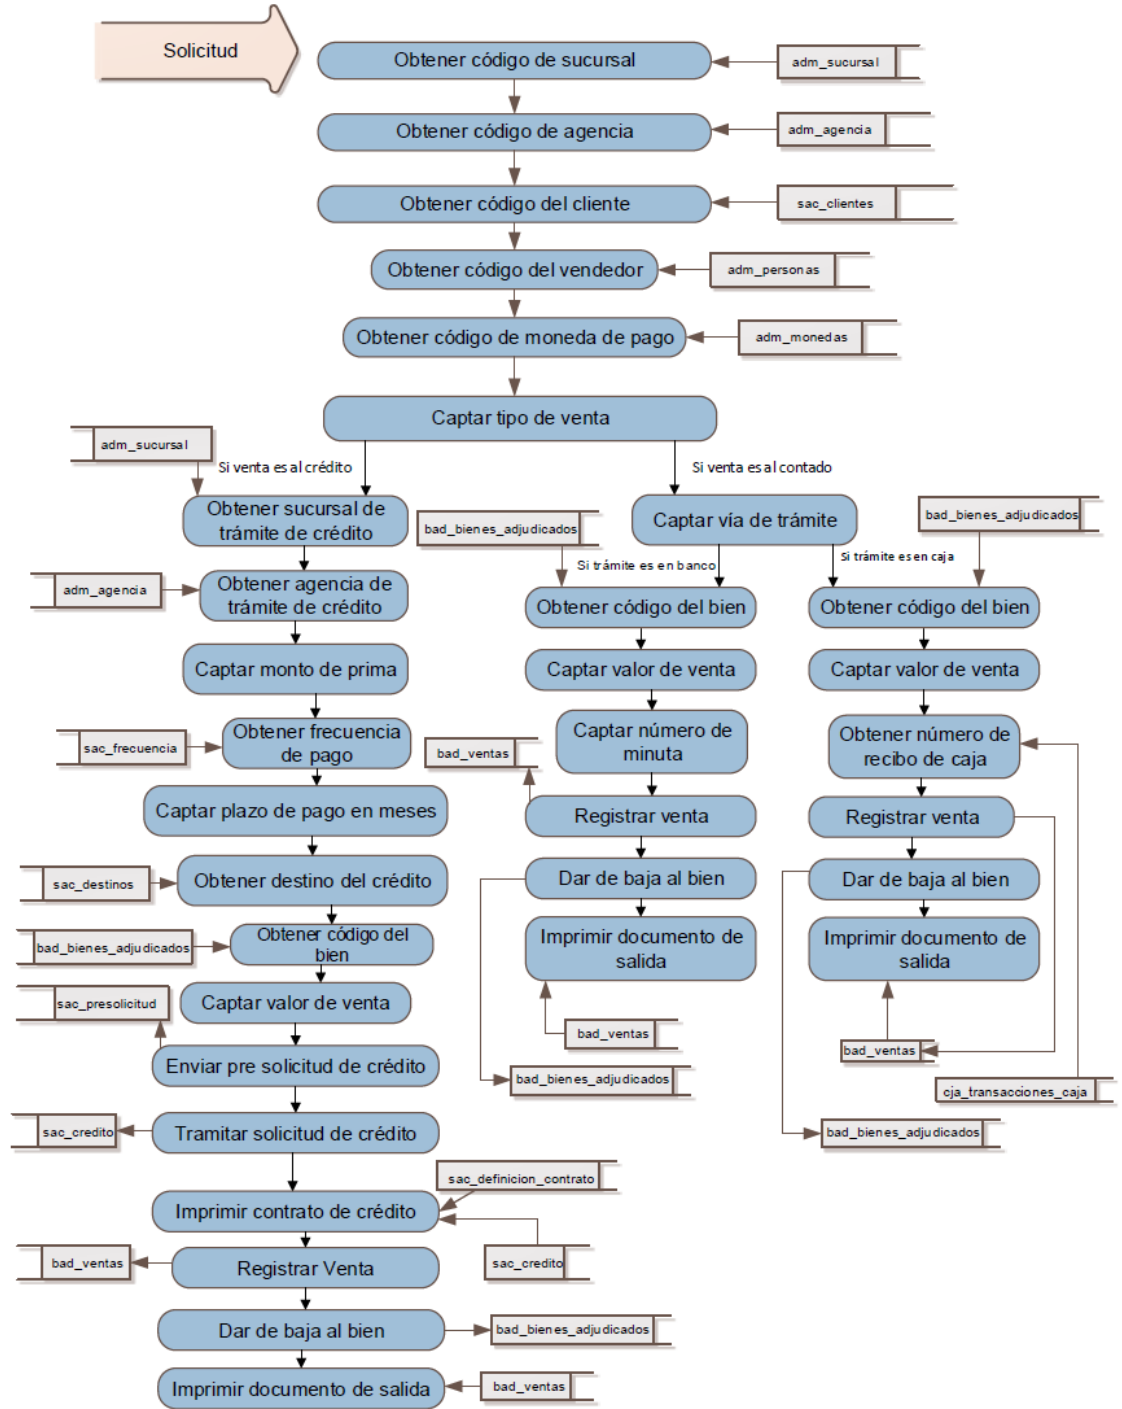 Solicitud
Obtener código de sucursal
adm_sucursal
Obtener código de agencia
adm_agencia
Obtener código del cliente
sac_clientes
Obtener código del vendedor
adm_personas
Obtener código de moneda de pago
adm_monedas
Captar tipo de venta
adm_sucursal
Si venta es al crédito
Si venta es al contado
Obtener sucursal de
trámite de crédito
bad_bienes_adjudicados
Captar vía de trámite
bad_bienes_adjudicados
Si trámite es en banco
Si trámite es en caja
adm_agencia
Obtener agencia de
trámite de crédito
Obtener código del bien
Obtener código del bien
Captar monto de prima
Captar valor de venta
Captar valor de venta
sac_frecuencia
Obtener frecuencia
de pago
bad_ventas
Captar número de
minuta
Obtener número de
recibo de caja
Captar plazo de pago en meses
Registrar venta
Registrar venta
sac_destinos
Obtener destino del crédito
Dar de baja al bien
Dar de baja al bien
bad_bienes_adjudicados
Obtener código del
bien
Imprimir documento de
salida
Imprimir documento de
salida
sac_presolicitud
Captar valor de venta
bad_ventas
bad_ventas
Enviar pre solicitud de crédito
bad_bienes_adjudicados
cja_transacciones_caja
sac_credito
Tramitar solicitud de crédito
bad_bienes_adjudicados
sac_definicion_contrato
Imprimir contrato de crédito
sac_credito
bad_ventas
Registrar Venta
Dar de baja al bien
bad_bienes_adjudicados
Imprimir documento de salida
bad_ventas